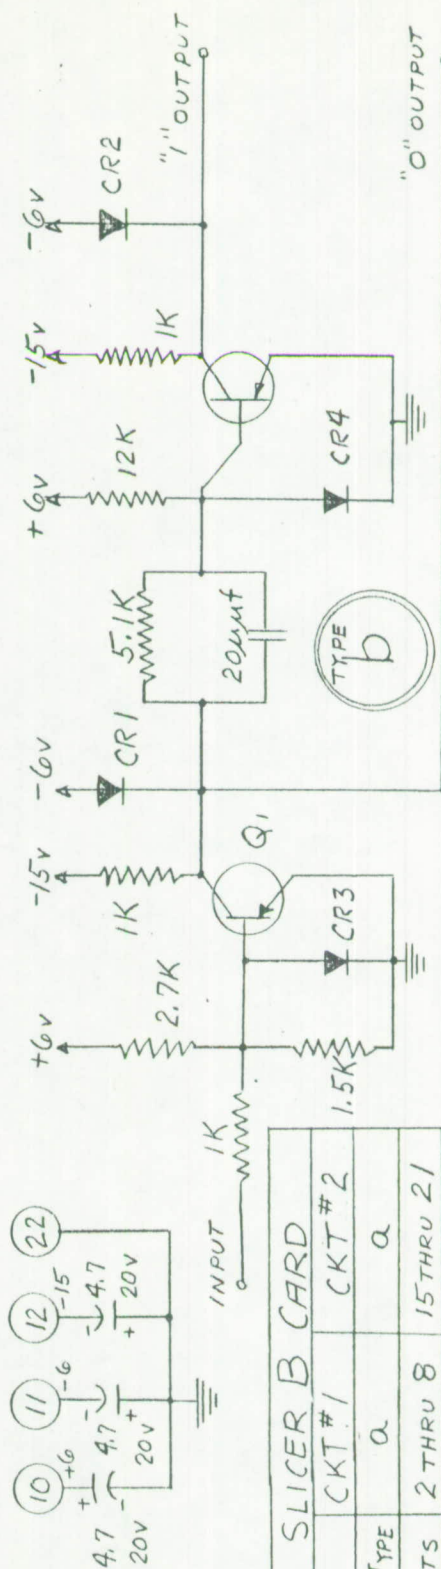 10
11
12
22
+6
-6
-15
+
-
-
-
+
+
4.7
20V
4.7
20V
4.7
20V
+6V
-15V
-6V
+6V
-15V
-6V
2.7K
1K
CR1
5.1K
20µµf
12K
1K
CR2
INPUT
1K
Q1
"1" OUTPUT
1.5K
CR3
TYPE
b
CR4
"0" OUTPUT
SLICER B CARD
CKT #1 CKT #2
TYPE a a
TS 2 THRU 8 15 THRU 21